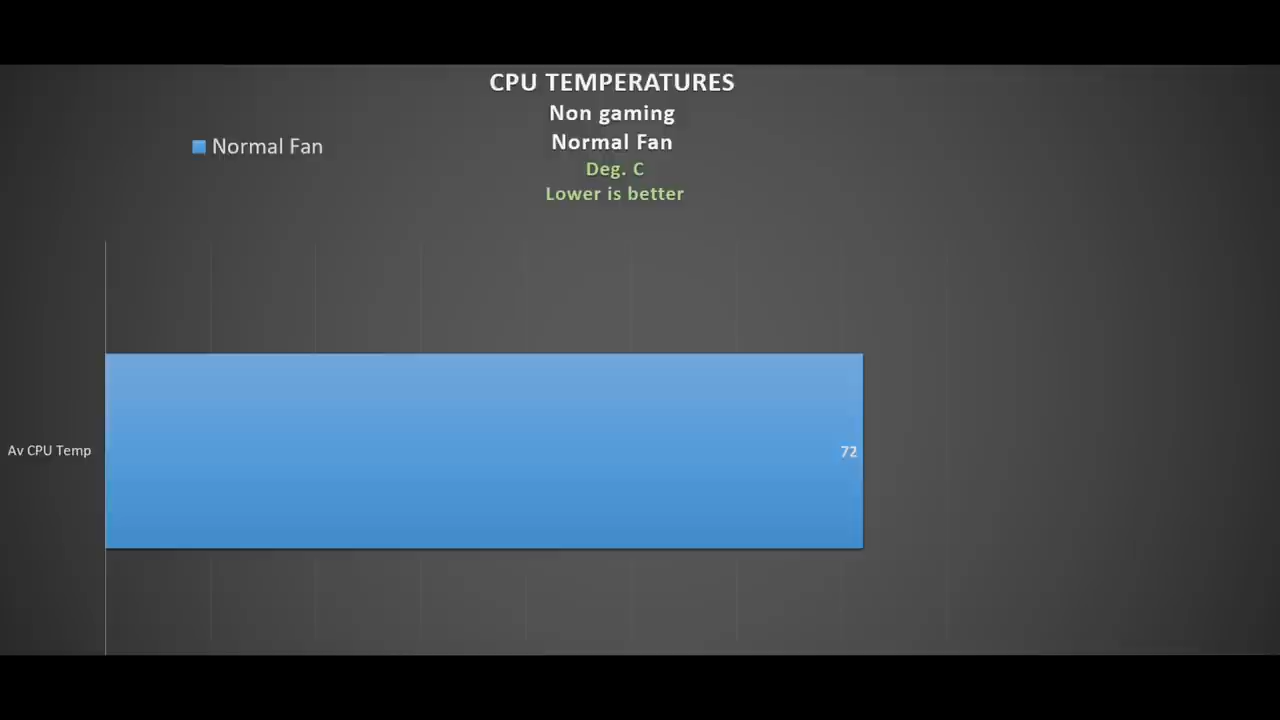 CPU TEMPERATURES
Non gaming
Normal Fan
Deg. C
Lower is better
Normal Fan
Av CPU Temp
72